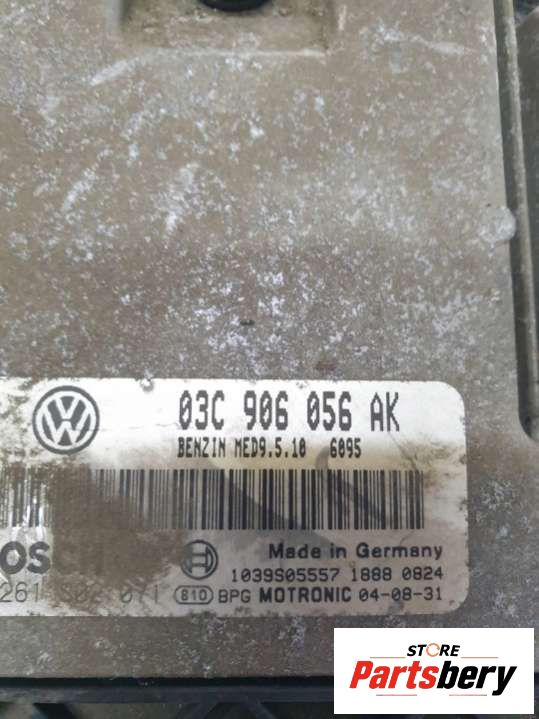 03C 906 056 AK
BENZIN MED9.5.10 6095
Made in Germany
1039S05557 1888 0824
810 BPG MOTRONIC 04-08-31
STORE
Partsbery